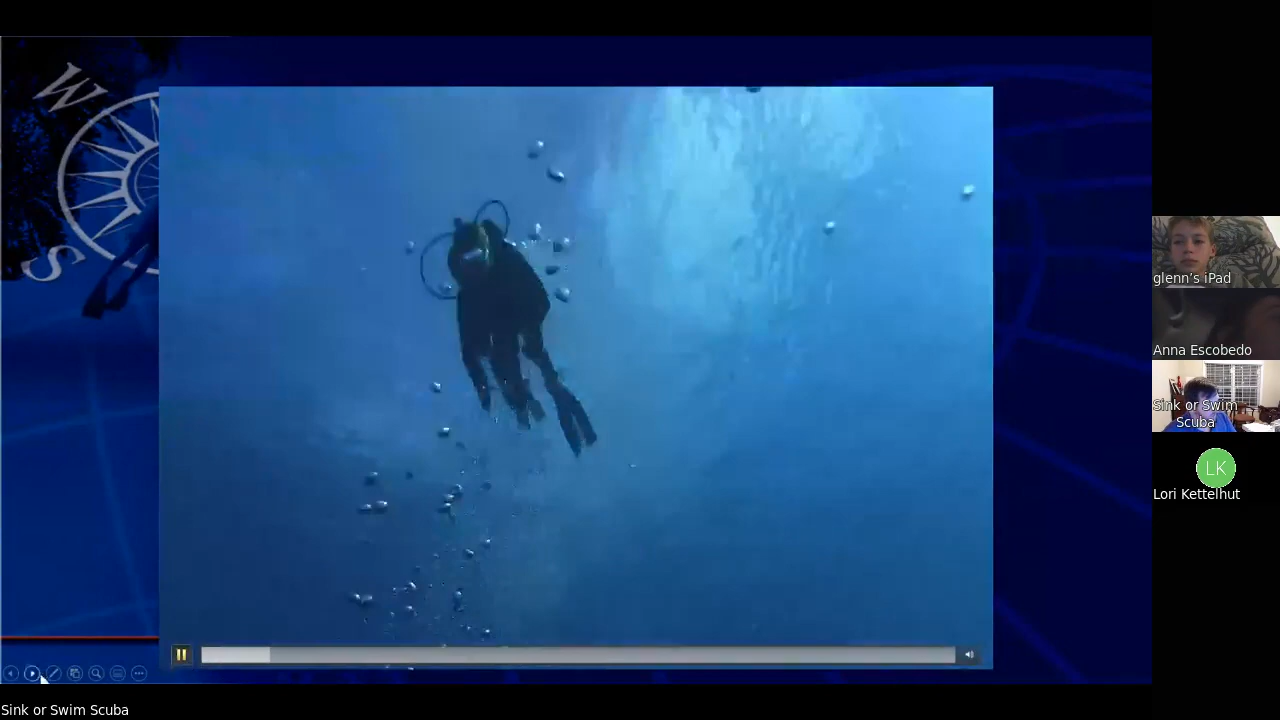 W
S
glenn's iPad
Anna Escobedo
Sink or Swim
Scuba
LK
Lori Kettelhut
Sink or Swim Scuba